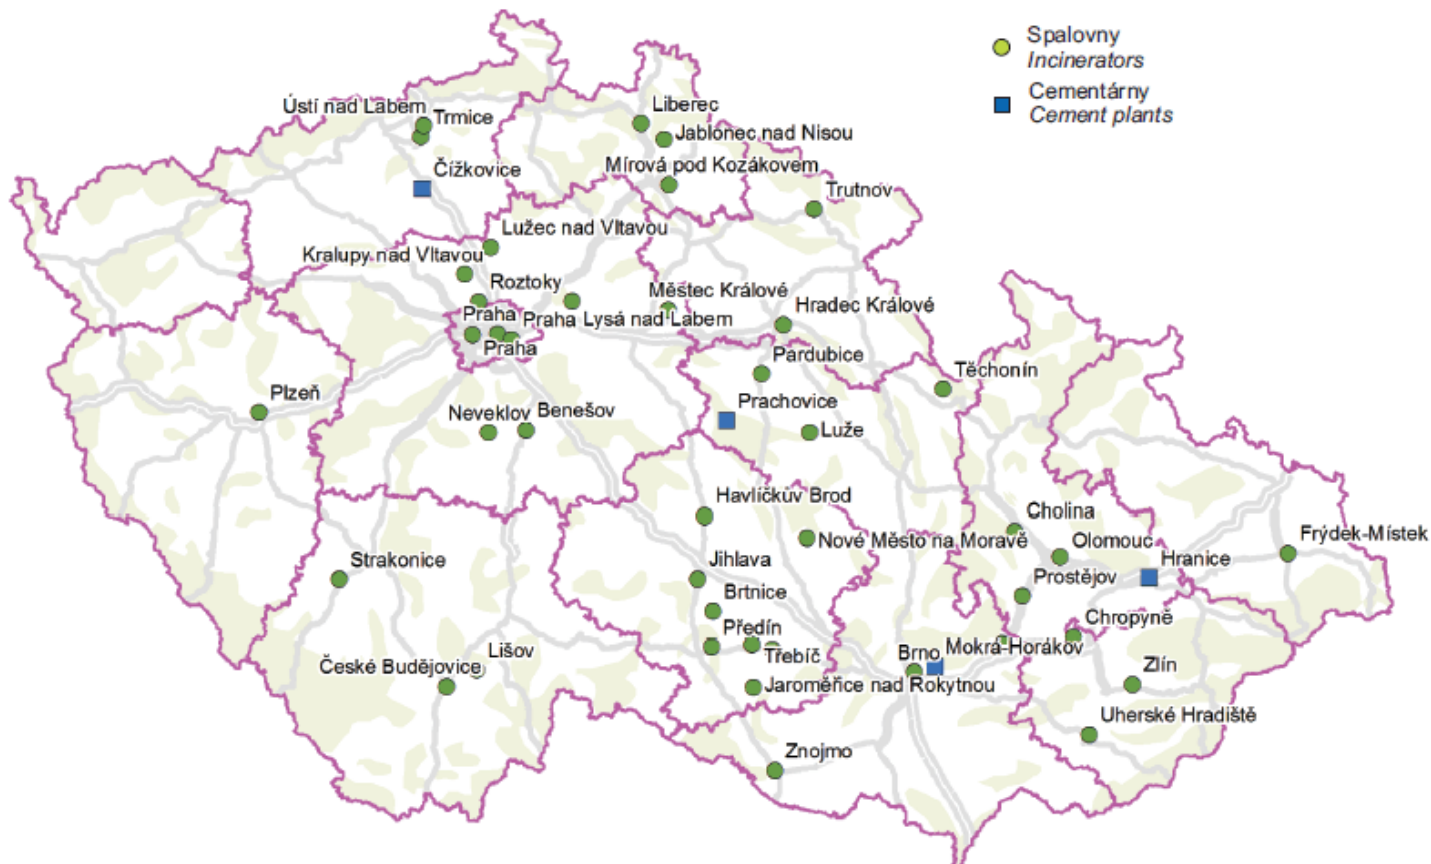 Spalovny
Incinerators
Cementárny
Cement plants
Ústí nad Labem
Trmice
Liberec
Jablonec nad Nisou
Čížkovice
Mírová pod Kozákovem
Trutnov
Lužec nad Vltavou
Kralupy nad Vltavou
Roztoky
Městec Králové
Hradec Králové
Praha
Praha
Lysá nad Labem
Praha
Pardubice
Těchonín
Plzeň
Prachovice
Neveklov
Benešov
Luže
Havlíčkův Brod
Cholina
Nové Město na Moravě
Olomouc
Frýdek-Místek
Strakonice
Jihlava
Hranice
Prostějov
Brtnice
Chropyně
Předín
Třebíč
Brno
Mokrá-Horákov
Lišov
České Budějovice
Zlín
Jaroměřice nad Rokytnou
Uherské Hradiště
Znojmo